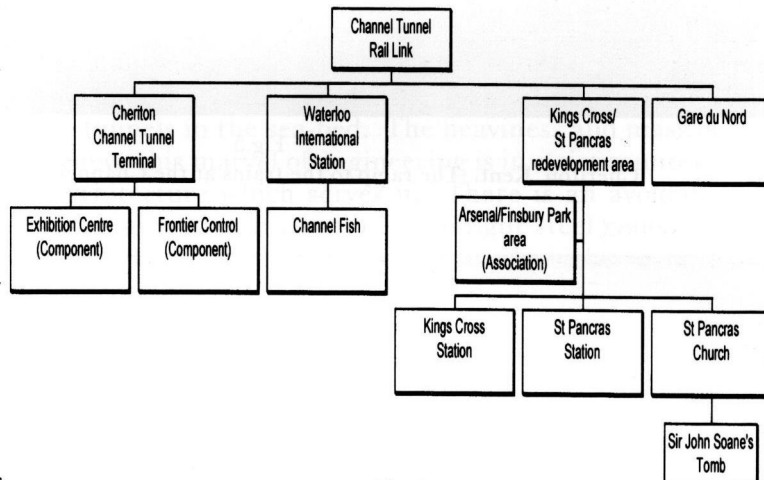 Channel Tunnel
Rail Link
Cheriton
Channel Tunnel
Terminal
Waterloo
International
Station
Kings Cross/
St Pancras
redevelopment area
Gare du Nord
Exhibition Centre
(Component)
Frontier Control
(Component)
Channel Fish
Arsenal/Finsbury Park
area
(Association)
Kings Cross
Station
St Pancras
Station
St Pancras
Church
Sir John Soane's
Tomb